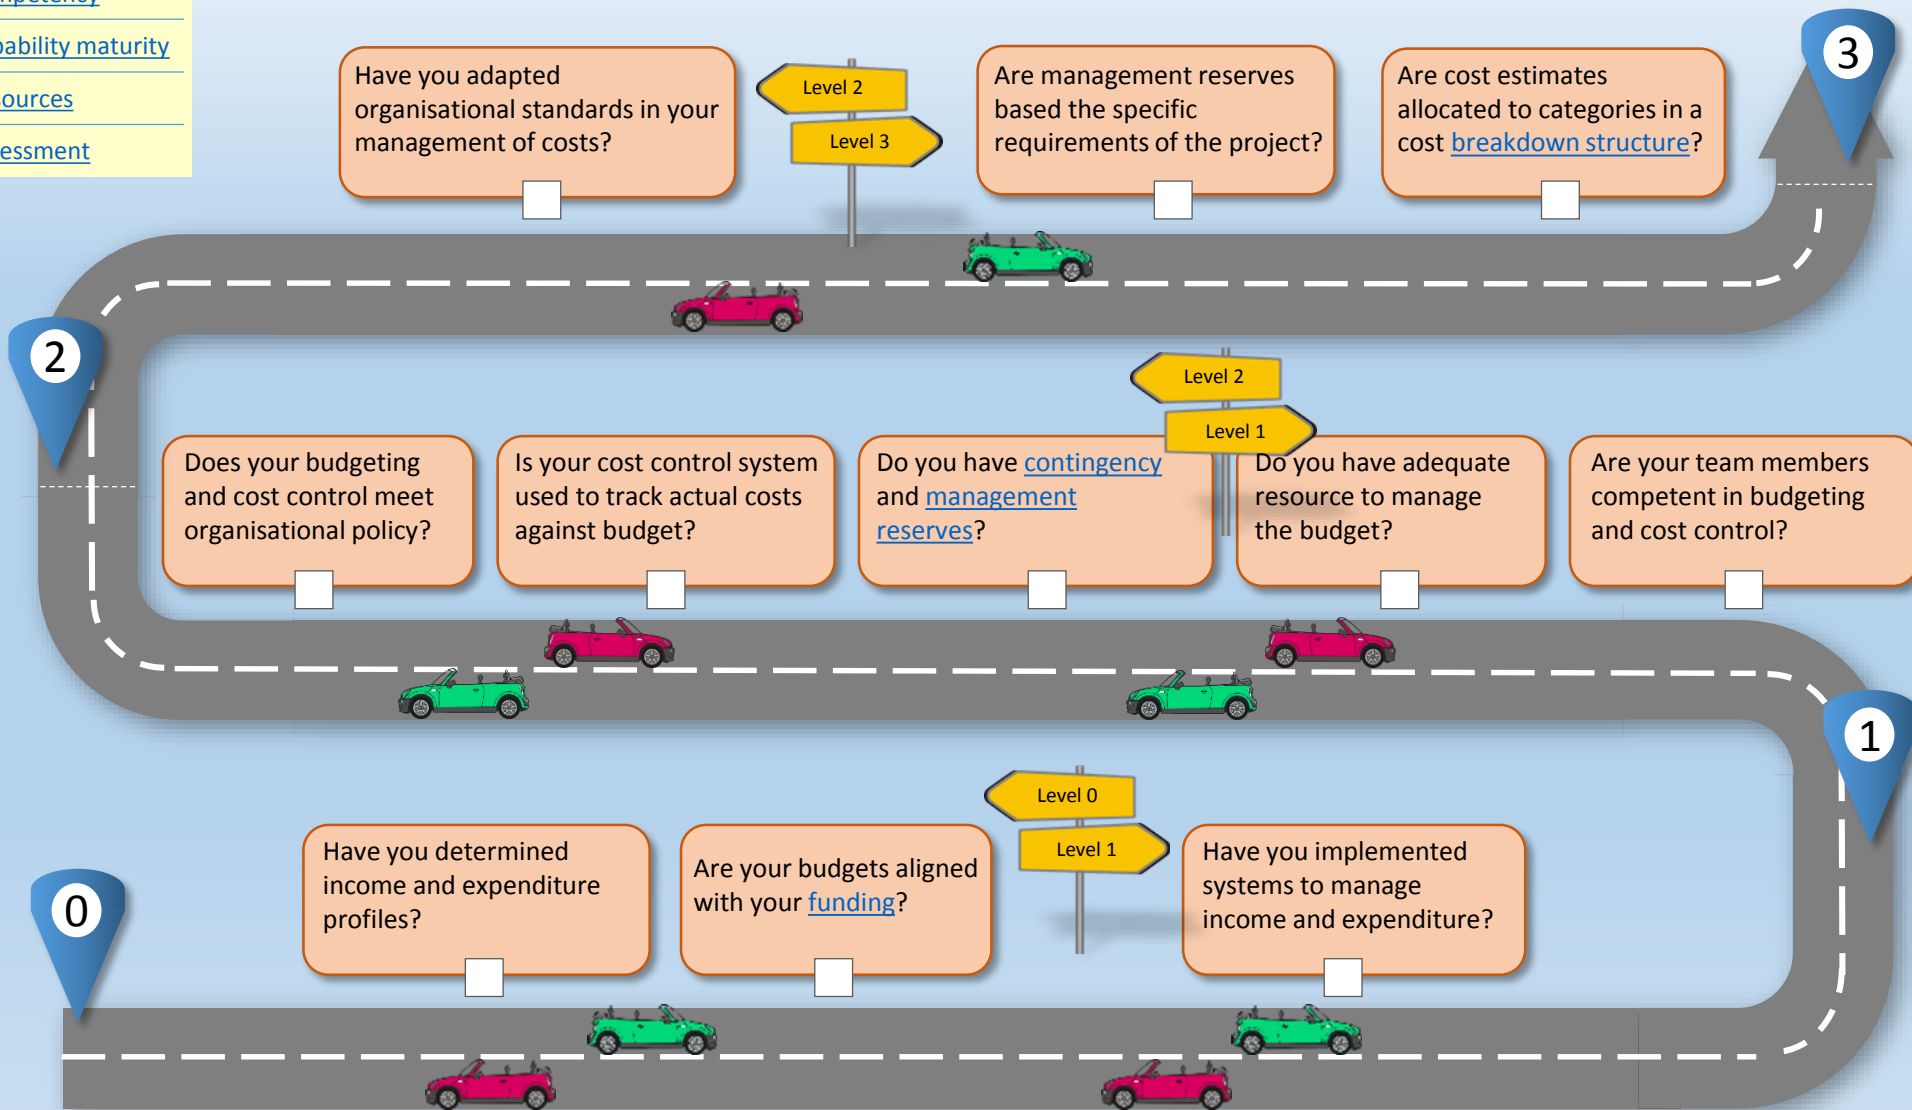 mpetency
pability maturity
sources
essment
Have you adapted
organisational standards in your
management of costs?
Level 2
Level 3
Are management reserves
based the specific
requirements of the project?
Are cost estimates
allocated to categories in a
cost breakdown structure?
3
2
Level 2
Level 1
Does your budgeting
and cost control meet
organisational policy?
Is your cost control system
used to track actual costs
against budget?
Do you have contingency
and management
reserves?
Do you have adequate
resource to manage
the budget?
Are your team members
competent in budgeting
and cost control?
1
Level 0
Level 1
0
Have you determined
income and expenditure
profiles?
Are your budgets aligned
with your funding?
Have you implemented
systems to manage
income and expenditure?